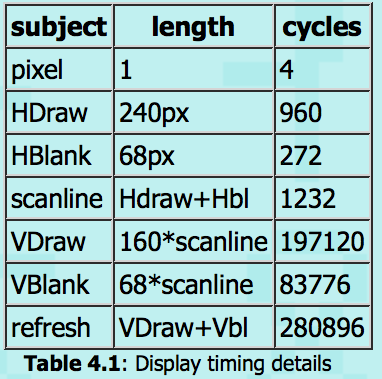 subject length cycles
pixel 1 4
HDraw 240px 960
HBlank 68px 272
scanline Hdraw+Hbl 1232
VDraw 160*scanline 197120
VBlank 68*scanline 83776
refresh VDraw+Vbl 280896
Table 4.1: Display timing details